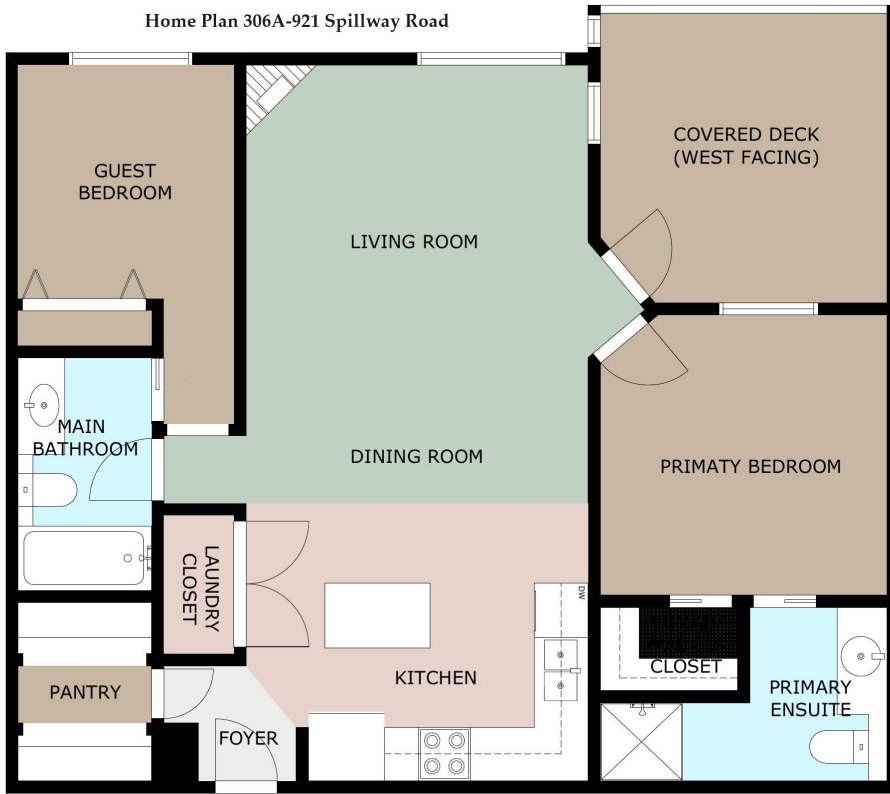 Home Plan 306A-921 Spillway Road
COVERED DECK
(WEST FACING)
GUEST
BEDROOM
LIVING ROOM
MAIN
BATHROOM
DINING ROOM
PRIMATY BEDROOM
LAUNDRY
CLOSET
DW
KITCHEN
CLOSET
PANTRY
PRIMARY
ENSUITE
FOYER